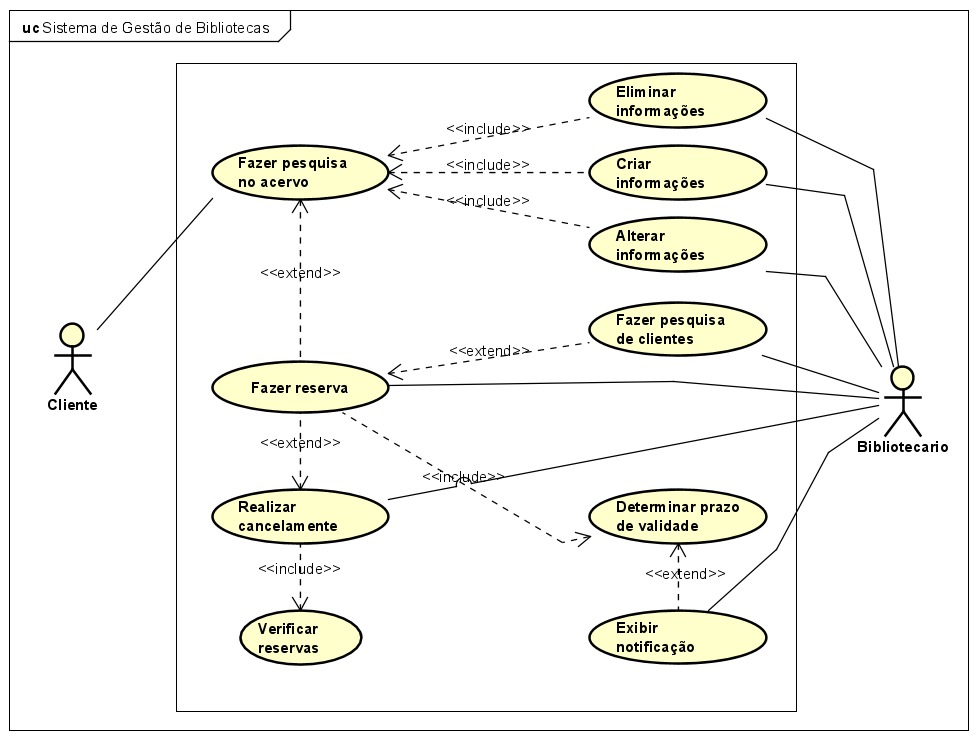 uc Sistema de Gestão de Bibliotecas
Eliminar
informações
<<include>>
Fazer pesquisa
no acervo
<<include>>
Criar
informações
<<include>>
Alterar
informações
<<extend>>
Fazer pesquisa
de clientes
<<extend>>
Fazer reserva
Cliente
Bibliotecario
<<extend>>
<<include>>
Realizar
cancelamente
Determinar prazo
de validade
<<include>>
<<extend>>
Verificar
reservas
Exibir
notificação